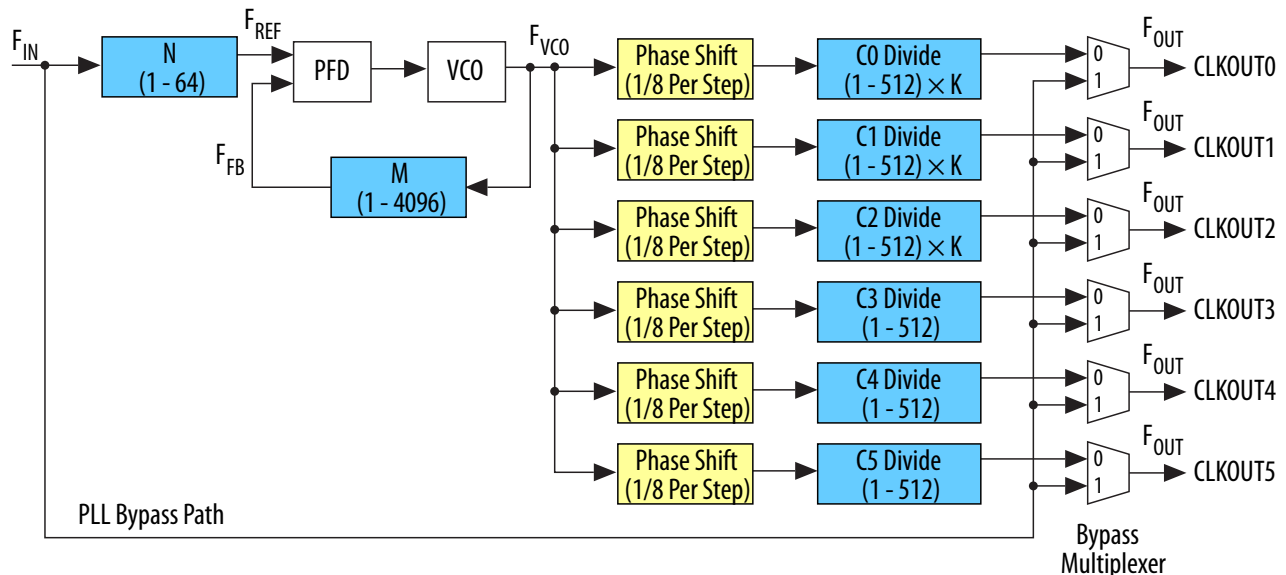 F_IN
N
(1 - 64)
F_REF
PFD
VCO
F_VCO
F_FB
M
(1 - 4096)
Phase Shift
(1/8 Per Step)
C0 Divide
(1 - 512) × K
0
1
F_OUT
CLKOUT0
Phase Shift
(1/8 Per Step)
C1 Divide
(1 - 512) × K
0
1
F_OUT
CLKOUT1
Phase Shift
(1/8 Per Step)
C2 Divide
(1 - 512) × K
0
1
F_OUT
CLKOUT2
Phase Shift
(1/8 Per Step)
C3 Divide
(1 - 512)
0
1
F_OUT
CLKOUT3
Phase Shift
(1/8 Per Step)
C4 Divide
(1 - 512)
0
1
F_OUT
CLKOUT4
Phase Shift
(1/8 Per Step)
C5 Divide
(1 - 512)
0
1
F_OUT
CLKOUT5
PLL Bypass Path
Bypass
Multiplexer